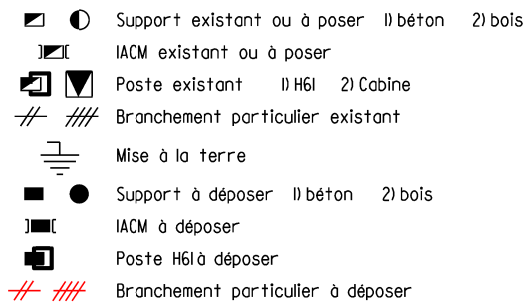 Support existant ou à poser 1) béton 2) bois
IACM existant ou à poser
Poste existant 1) H61 2) Cabine
Branchement particulier existant
Mise à la terre
Support à déposer 1) béton 2) bois
IACM à déposer
Poste H61 à déposer
Branchement particulier à déposer